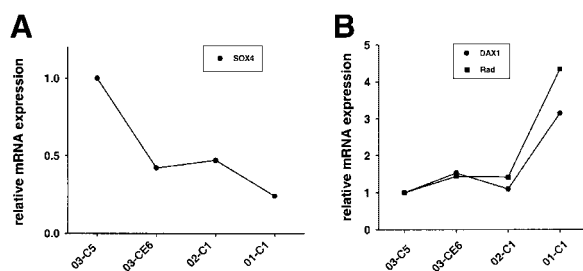 A
SOX4
relative mRNA expression
1.0
0.5
0.0
03-C5
03-CE6
02-C1
01-C1
B
DAX1
Rad
relative mRNA expression
5
4
3
2
1
0
03-C5
03-CE6
02-C1
01-C1